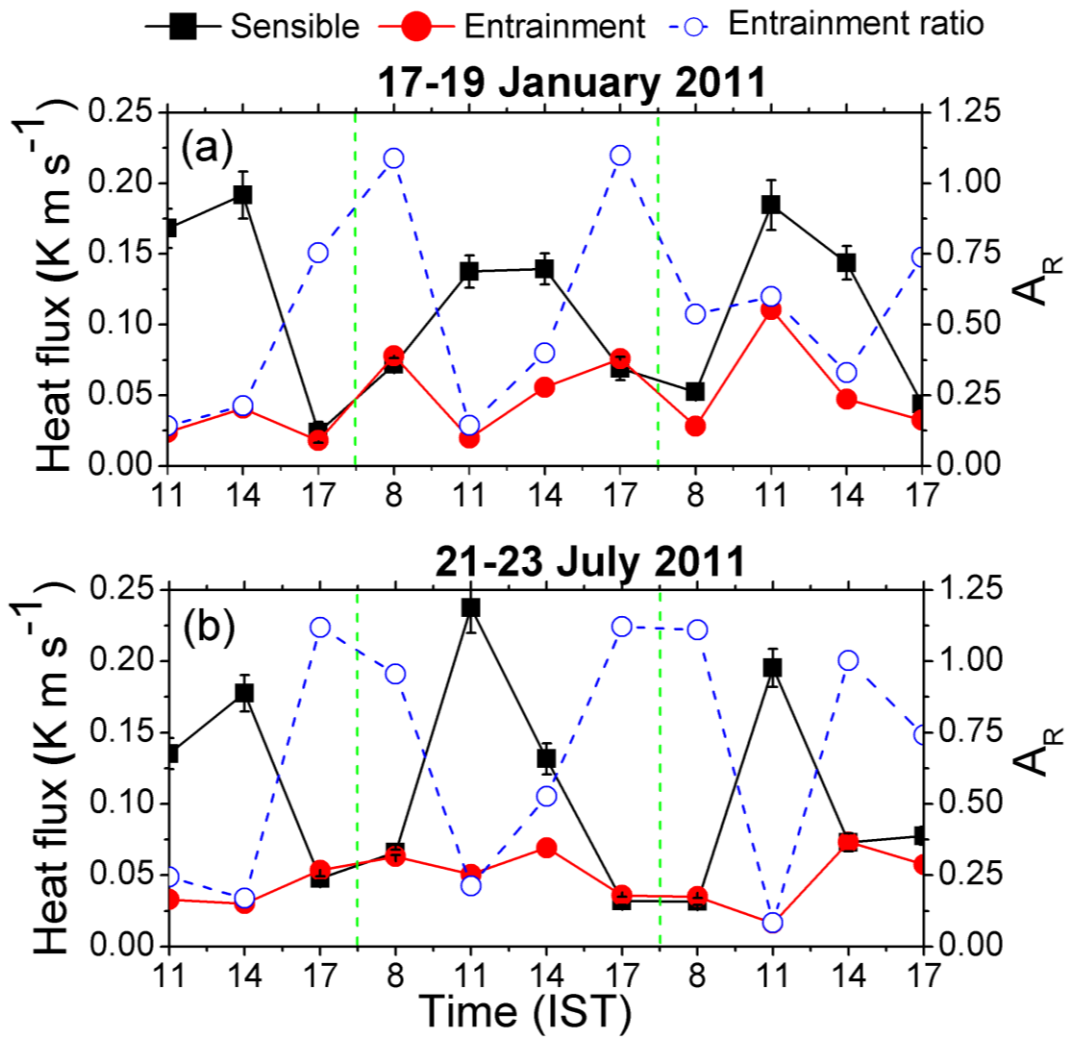 Sensible Entrainment Entrainment ratio
17-19 January 2011
(a)
Heat flux (K m s⁻¹)
0.25
0.20
0.15
0.10
0.05
0.00
1.25
1.00
0.75
0.50
0.25
0.00
A_R
11 14 17 8 11 14 17 8 11 14 17
21-23 July 2011
(b)
Heat flux (K m s⁻¹)
0.25
0.20
0.15
0.10
0.05
0.00
1.25
1.00
0.75
0.50
0.25
0.00
A_R
11 14 17 8 11 14 17 8 11 14 17
Time (IST)